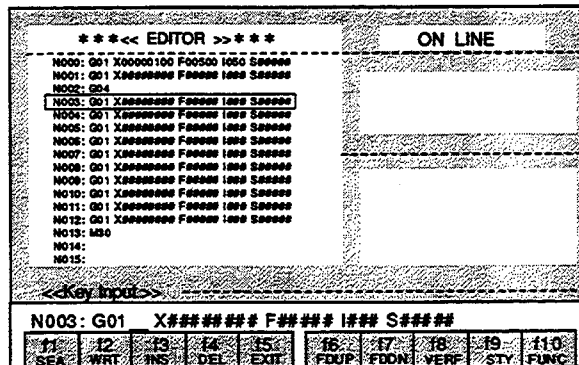 ***<< EDITOR >>***
ON LINE
N000: G01 X00000100 F00500 I050 S#####
N001: G01 X######## F##### I### S#####
N002: G04
N003: G01 X######## F##### I### S#####
N004: G01 X######## F##### I### S#####
N005: G01 X######## F##### I### S#####
N006: G01 X######## F##### I### S#####
N007: G01 X######## F##### I### S#####
N008: G01 X######## F##### I### S#####
N009: G01 X######## F##### I### S#####
N010: G01 X######## F##### I### S#####
N011: G01 X######## F##### I### S#####
N012: G01 X######## F##### I### S#####
N013: M30
N014:
N015:
<<Key Input>>
N003: G01 _ X######## F##### I### S#####
f1 f2 f3 f4 f5 f6 f7 f8 f9 f10
SEA WRT INS DEL EXIT FDUP FDDN VERF STY FUNC